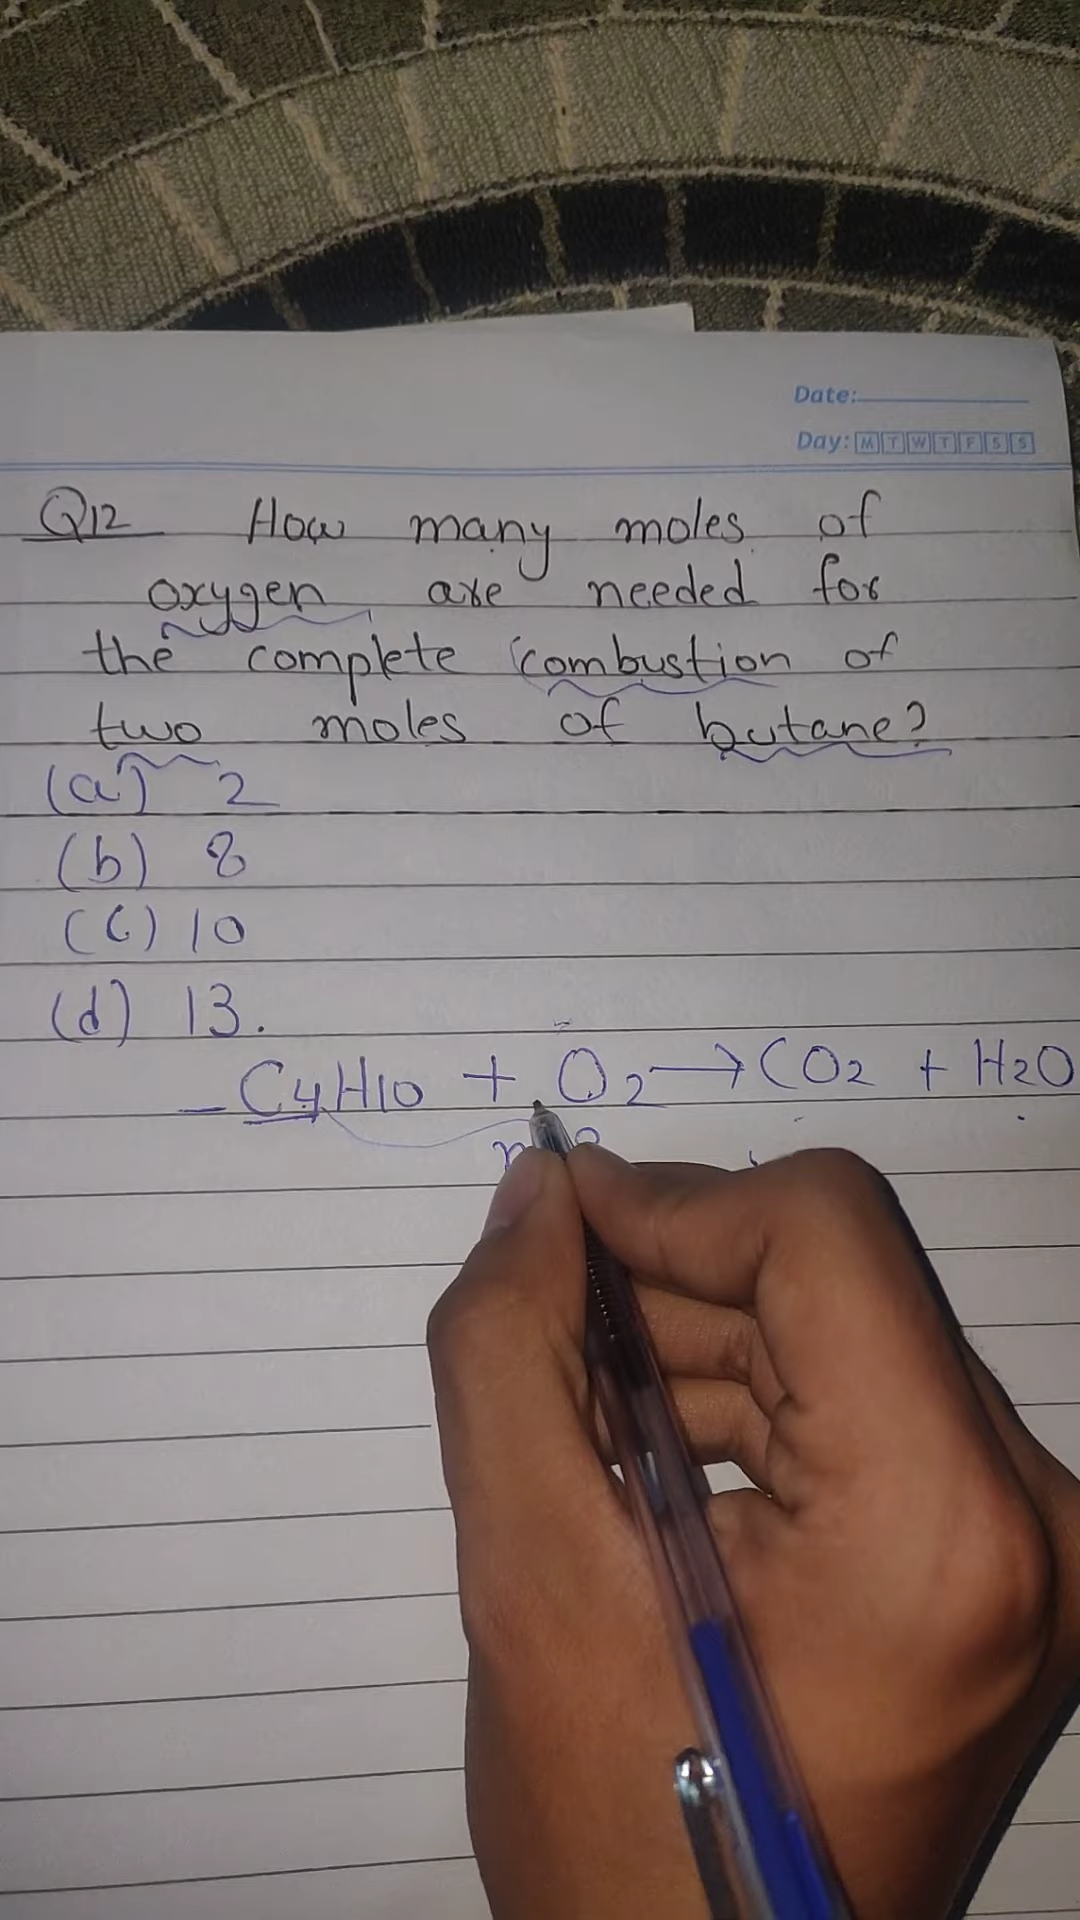 Date:
Day: M T W T F S S
Q12 How many moles of
oxygen are needed for
the complete combustion of
two moles of butane?
(a) 2
(b) 8
(c) 10
(d) 13.
C4H10 + O2 → CO2 + H2O